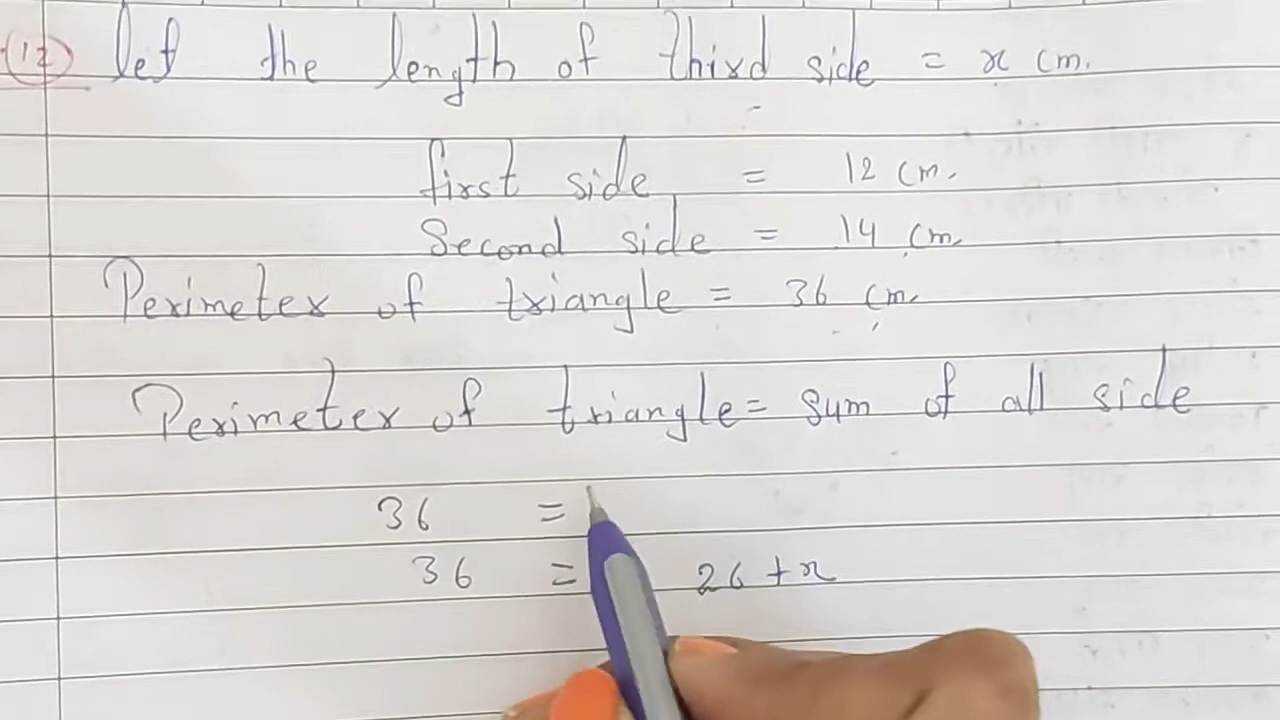 (12) let the length of third side = x cm.
first side = 12 cm.
Second side = 14 cm.
Perimeter of triangle = 36 cm.
Perimeter of triangle = sum of all side
36 =
36 = 26 + x